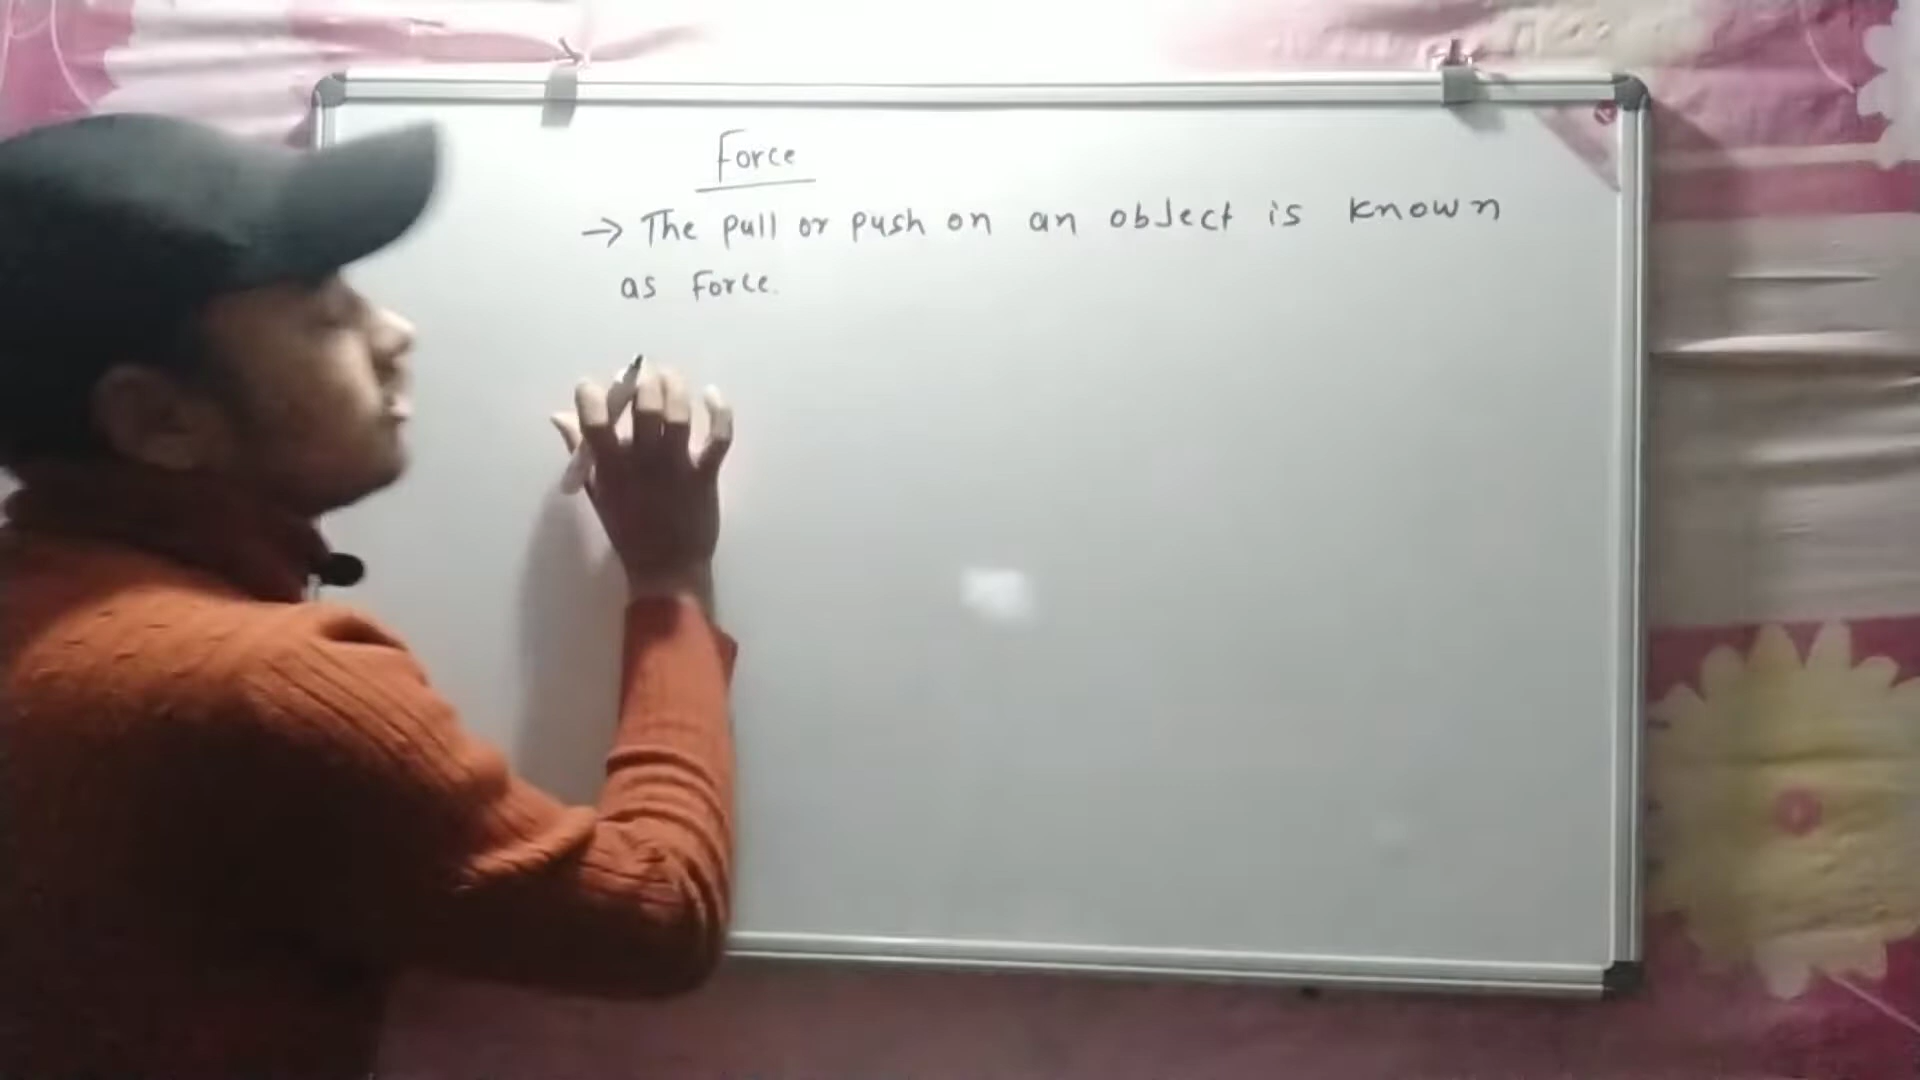 Force
→ The pull or push on an object is known
as Force.